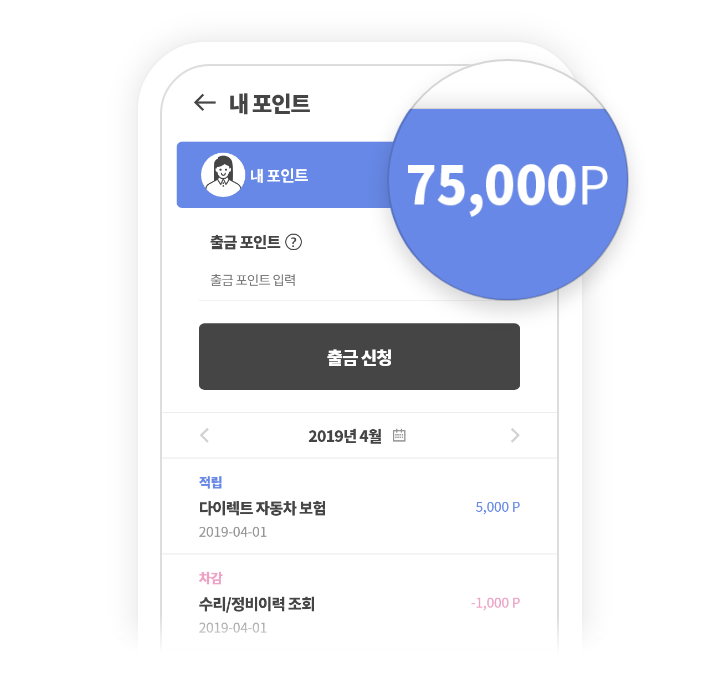 내 포인트
내 포인트
75,000P
출금 포인트 ?
출금 포인트 입력
출금 신청
2019년 4월
적립
다이렉트 자동차 보험
5,000 P
2019-04-01
차감
수리/정비이력 조회
-1,000 P
2019-04-01